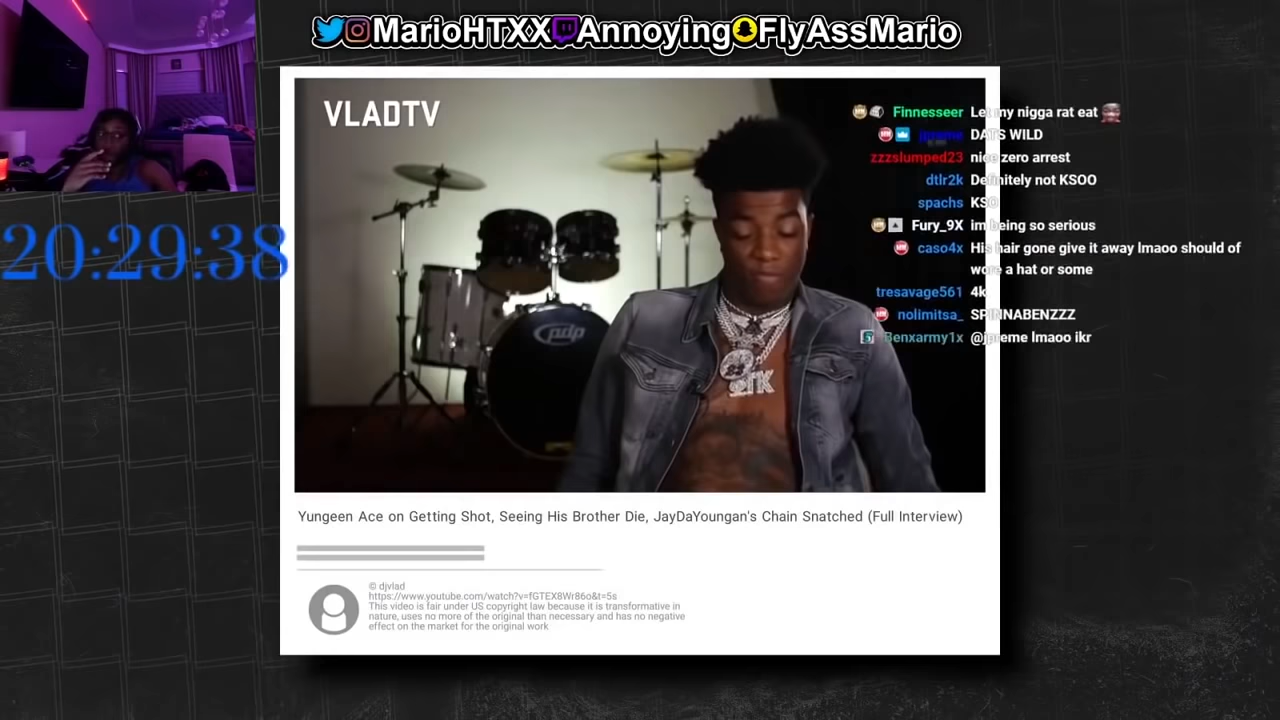 MarioHTXX Annoying FlyAssMario
VLADTV
Finnesseer Let my nigga rat eat
jpreme DATS WILD
zzzslumped23 nice zero arrest
dtlr2k Definitely not KSOO
spachs KSO
Fury_9X im being so serious
caso4x His hair gone give it away lmaoo should of
wore a hat or some
tresavage561 4k
nolimitsa_ SPINNABENZZZ
Benxarmy1x @jpreme lmaoo ikr
20:29:38
pdp
Yungeen Ace on Getting Shot, Seeing His Brother Die, JayDaYoungan's Chain Snatched (Full Interview)
© djvlad
https://www.youtube.com/watch?v=fGTEX8Wr86o&t=5s
This video is fair under US copyright law because it is transformative in
nature, uses no more of the original than necessary and has no negative
effect on the market for the original work